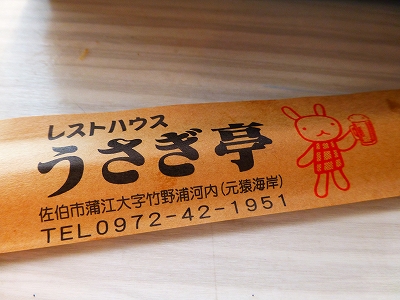 レストハウス
うさぎ亭
佐伯市蒲江大字竹野浦河内(元猿海岸)
TEL0972-42-1951